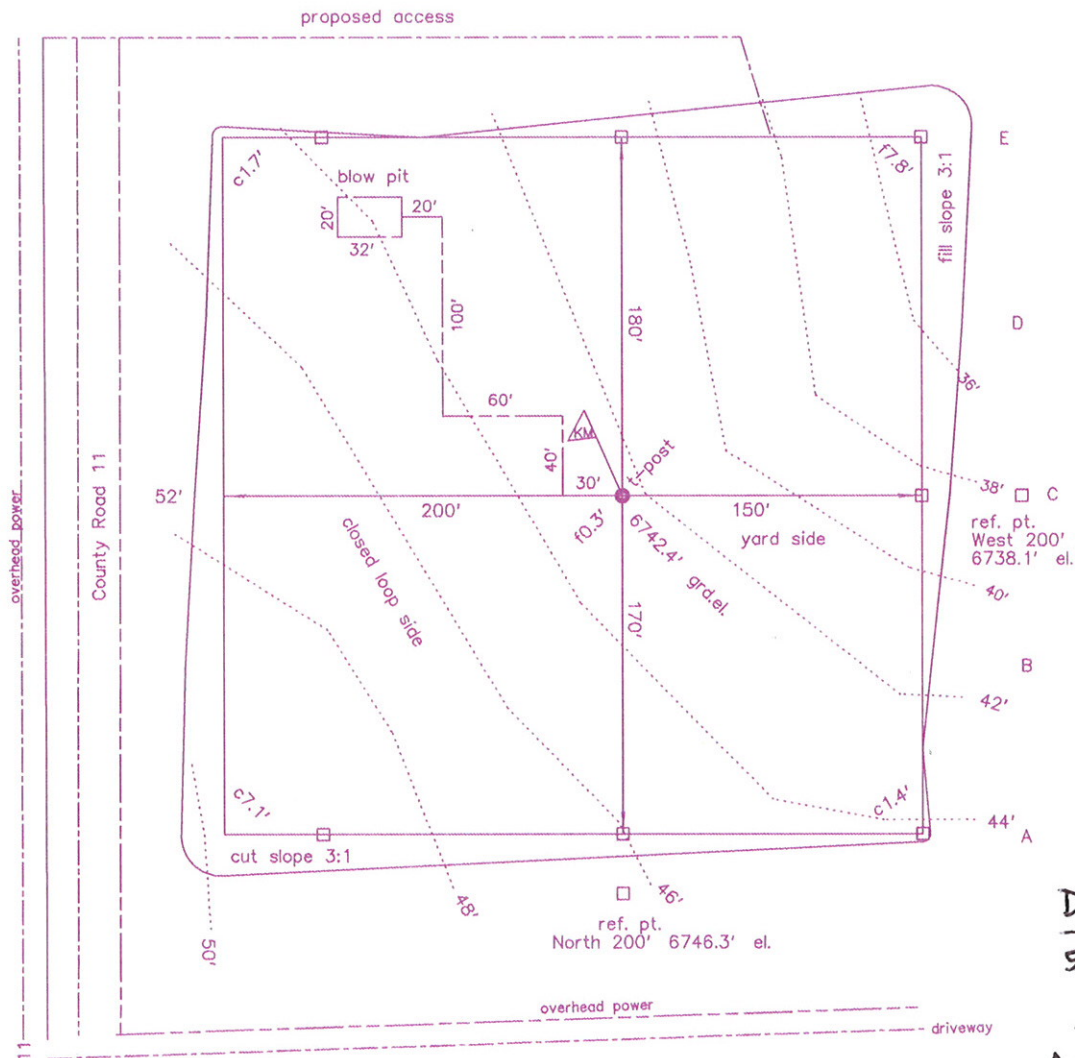 proposed access
E
c1.7'
f7.8'
fill slope 3:1
blow pit
20'
20'
32'
100'
180'
D
36'
60'
KM
40'
t-post
County Road 11
overhead power
52'
200'
30'
150'
38'
C
f0.3'
6742.4' grd.el.
yard side
ref. pt.
West 200'
6738.1' el.
40'
closed loop side
170'
B
42'
c7.1'
c1.4'
44'
A
cut slope 3:1
46'
48'
50'
ref. pt.
North 200' 6746.3' el.
overhead power
driveway
11